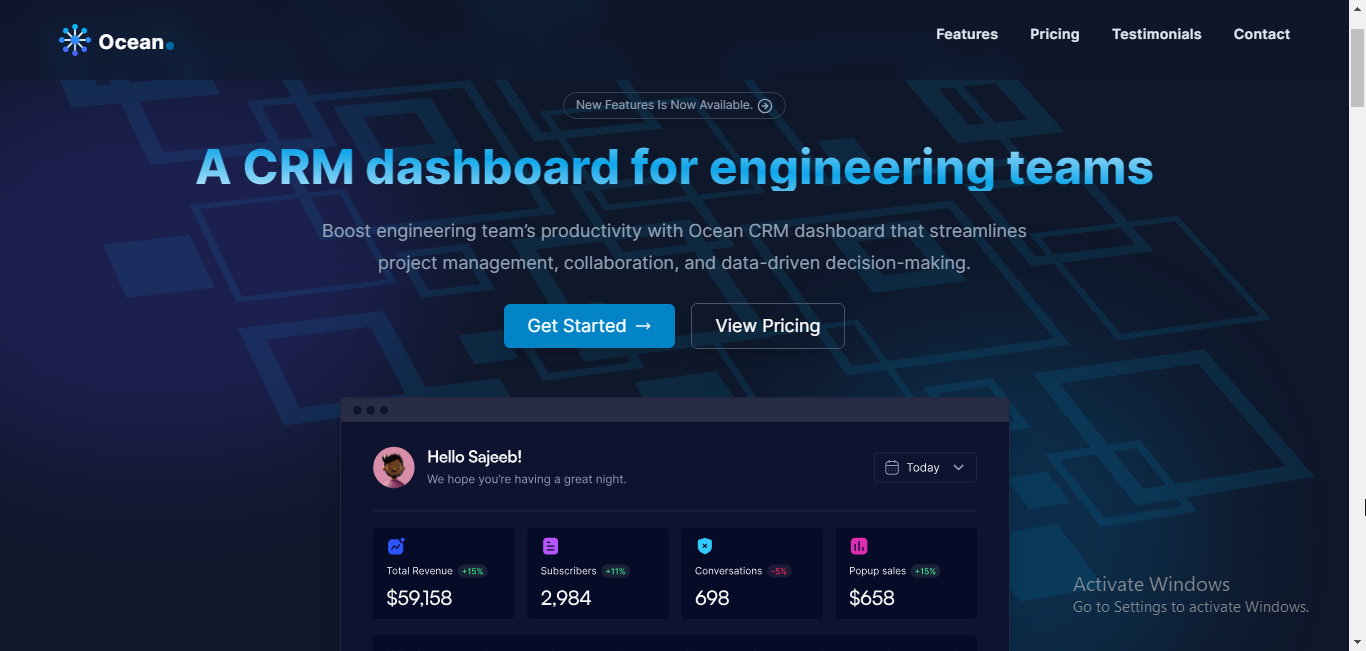 Ocean
Features Pricing Testimonials Contact
New Features Is Now Available.
A CRM dashboard for engineering teams
Boost engineering team’s productivity with Ocean CRM dashboard that streamlines
project management, collaboration, and data-driven decision-making.
Get Started → View Pricing
Hello Sajeeb!
We hope you're having a great night.
Today
Total Revenue +15%
$59,158
Subscribers +11%
2,984
Conversations -5%
698
Popup sales +15%
$658
Activate Windows
Go to Settings to activate Windows.